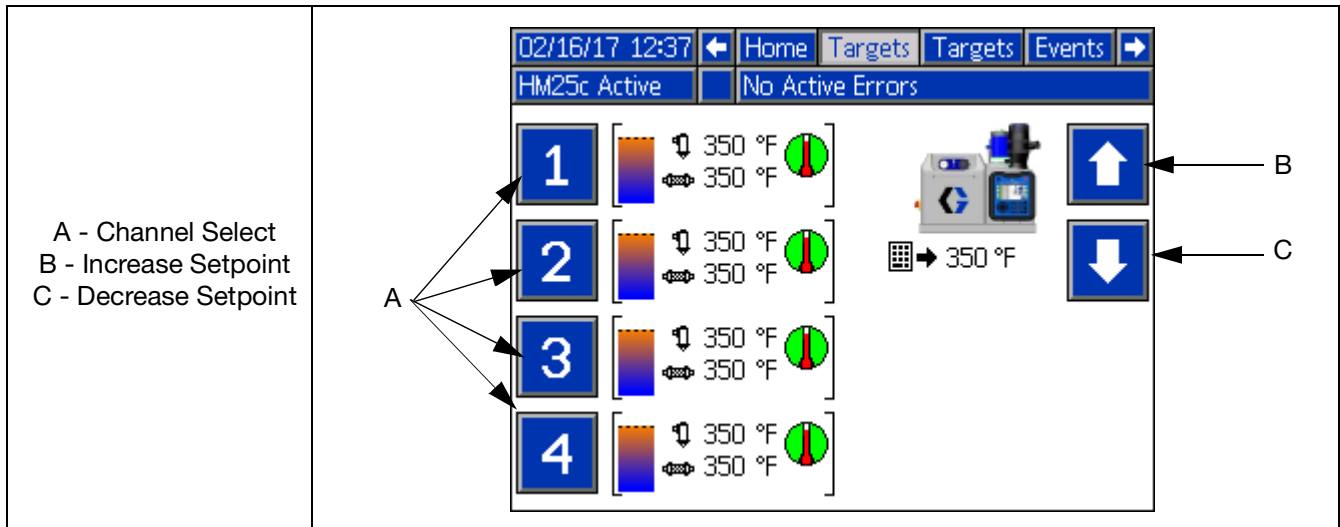 A - Channel Select
B - Increase Setpoint
C - Decrease Setpoint
02/16/17 12:37 Home Targets Targets Events
HM25c Active No Active Errors
1 350 °F
350 °F
2 350 °F
350 °F
3 350 °F
350 °F
4 350 °F
350 °F
350 °F
A
B
C